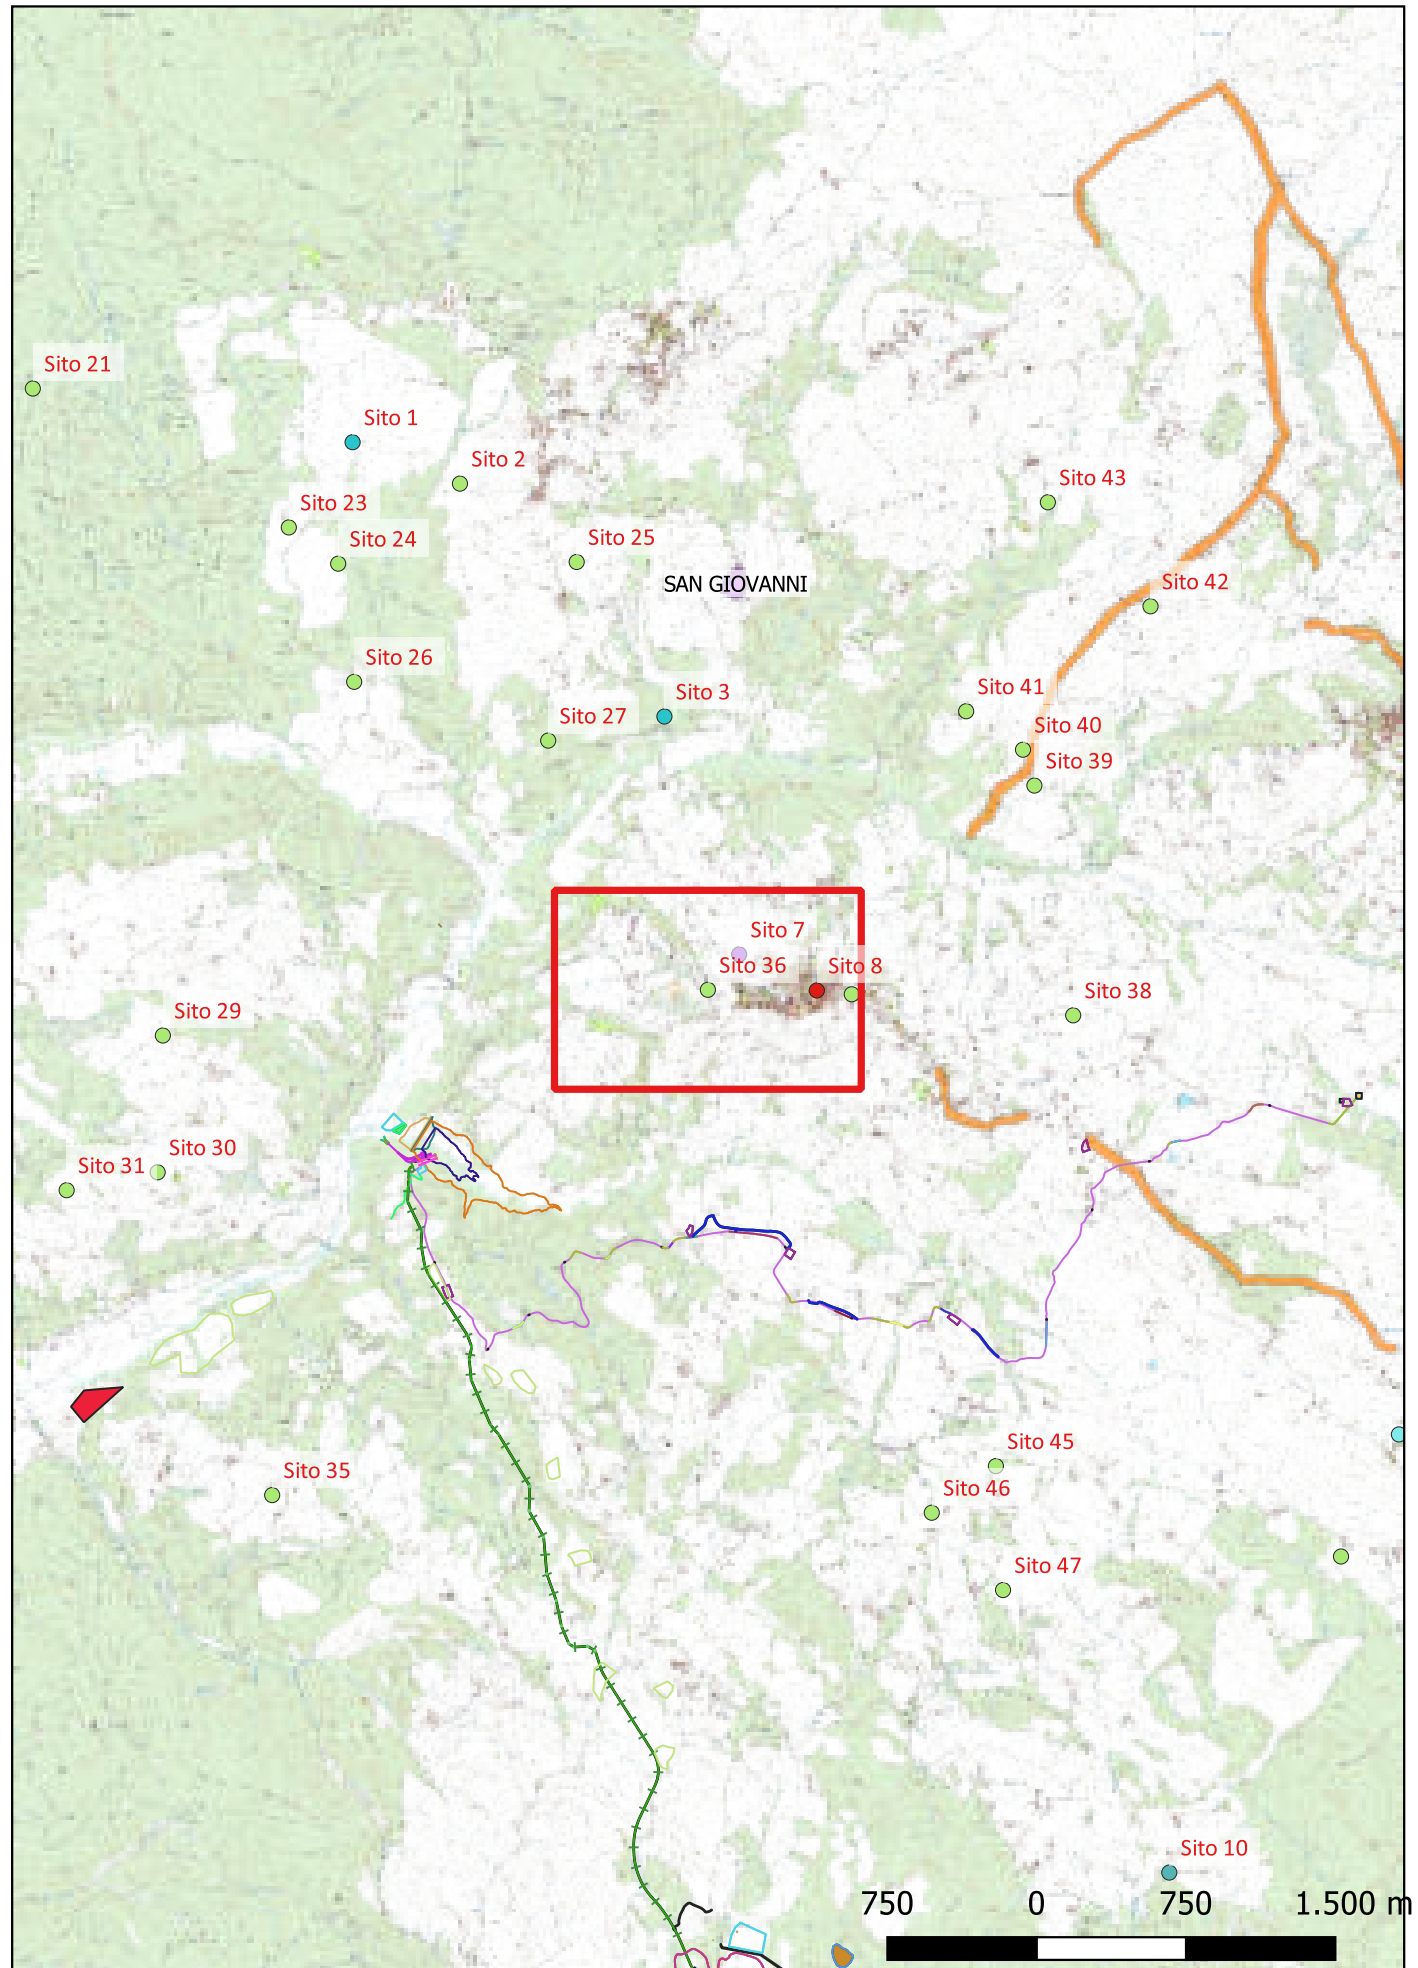 Sito 21
Sito 1
Sito 2
Sito 43
Sito 23
Sito 24
Sito 25
SAN GIOVANNI
Sito 42
Sito 26
Sito 3
Sito 41
Sito 27
Sito 40
Sito 39
Sito 7
Sito 36
Sito 8
Sito 38
Sito 29
Sito 30
Sito 31
Sito 45
Sito 35
Sito 46
Sito 47
Sito 10
750 0 750 1.500 m